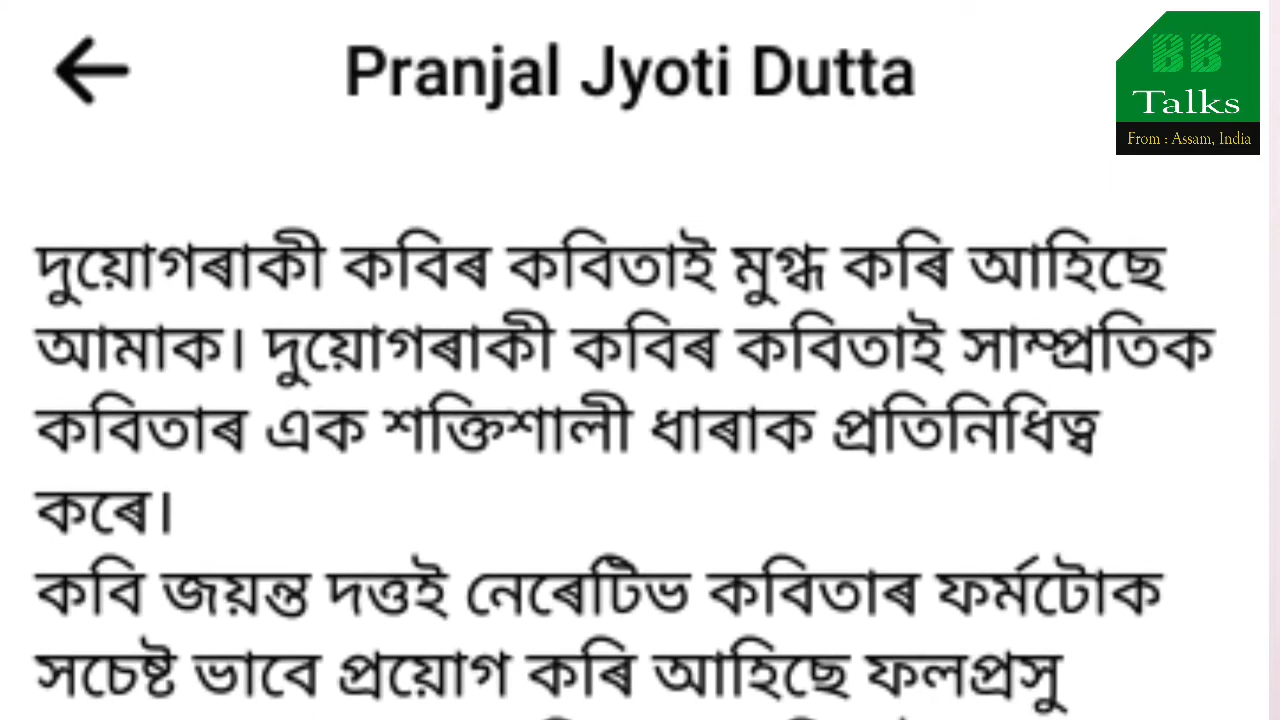 Pranjal Jyoti Dutta
BB
Talks
From : Assam, India
দুয়োগৰাকী কবিৰ কবিতাই মুগ্ধ কৰি আহিছে
আমাক। দুয়োগৰাকী কবিৰ কবিতাই সাম্প্ৰতিক
কবিতাৰ এক শক্তিশালী ধাৰাক প্ৰতিনিধিত্ব
কৰে।
কবি জয়ন্ত দত্তই নেৰেটিভ কবিতাৰ ফৰ্মটোক
সচেষ্ট ভাবে প্ৰয়োগ কৰি আহিছে ফলপ্ৰসু